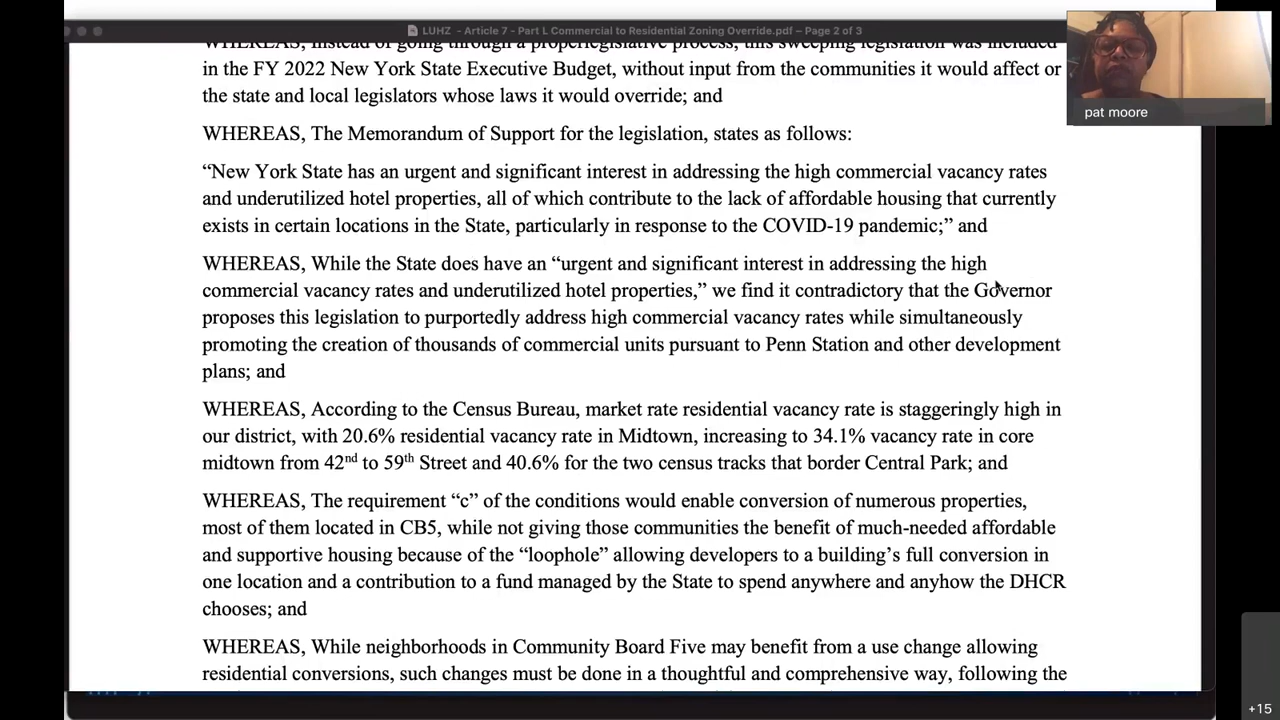 LUHZ - Article 7 - Part L Commercial to Residential Zoning Override.pdf – Page 2 of 3
pat moore
WHEREAS, instead of going through a properlegislative process, this sweeping legislation was included
in the FY 2022 New York State Executive Budget, without input from the communities it would affect or
the state and local legislators whose laws it would override; and
WHEREAS, The Memorandum of Support for the legislation, states as follows:
“New York State has an urgent and significant interest in addressing the high commercial vacancy rates
and underutilized hotel properties, all of which contribute to the lack of affordable housing that currently
exists in certain locations in the State, particularly in response to the COVID-19 pandemic;” and
WHEREAS, While the State does have an “urgent and significant interest in addressing the high
commercial vacancy rates and underutilized hotel properties,” we find it contradictory that the Governor
proposes this legislation to purportedly address high commercial vacancy rates while simultaneously
promoting the creation of thousands of commercial units pursuant to Penn Station and other development
plans; and
WHEREAS, According to the Census Bureau, market rate residential vacancy rate is staggeringly high in
our district, with 20.6% residential vacancy rate in Midtown, increasing to 34.1% vacancy rate in core
midtown from 42nd to 59th Street and 40.6% for the two census tracks that border Central Park; and
WHEREAS, The requirement “c” of the conditions would enable conversion of numerous properties,
most of them located in CB5, while not giving those communities the benefit of much-needed affordable
and supportive housing because of the “loophole” allowing developers to a building’s full conversion in
one location and a contribution to a fund managed by the State to spend anywhere and anyhow the DHCR
chooses; and
WHEREAS, While neighborhoods in Community Board Five may benefit from a use change allowing
residential conversions, such changes must be done in a thoughtful and comprehensive way, following the
+15